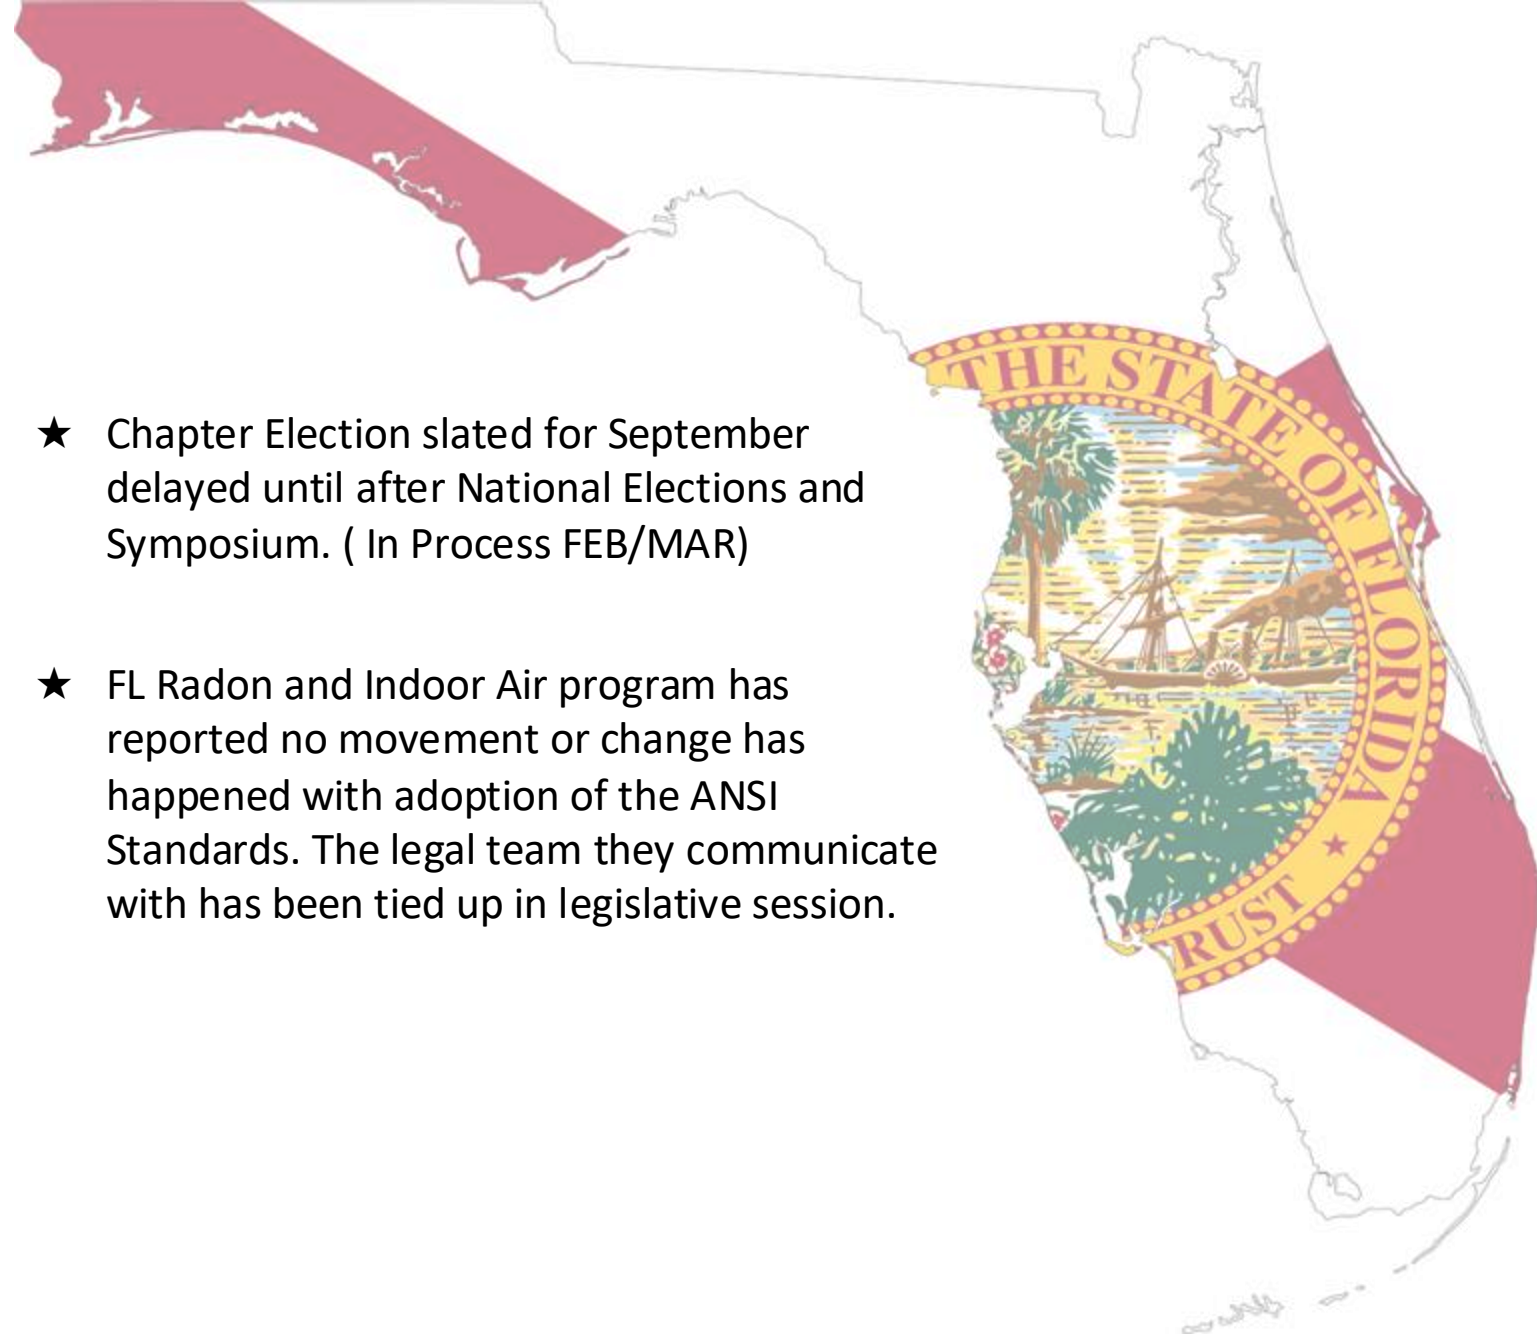 ★ Chapter Election slated for September
delayed until after National Elections and
Symposium. ( In Process FEB/MAR)
★ FL Radon and Indoor Air program has
reported no movement or change has
happened with adoption of the ANSI
Standards. The legal team they communicate
with has been tied up in legislative session.
THE STATE OF FLORIDA ★
RUST